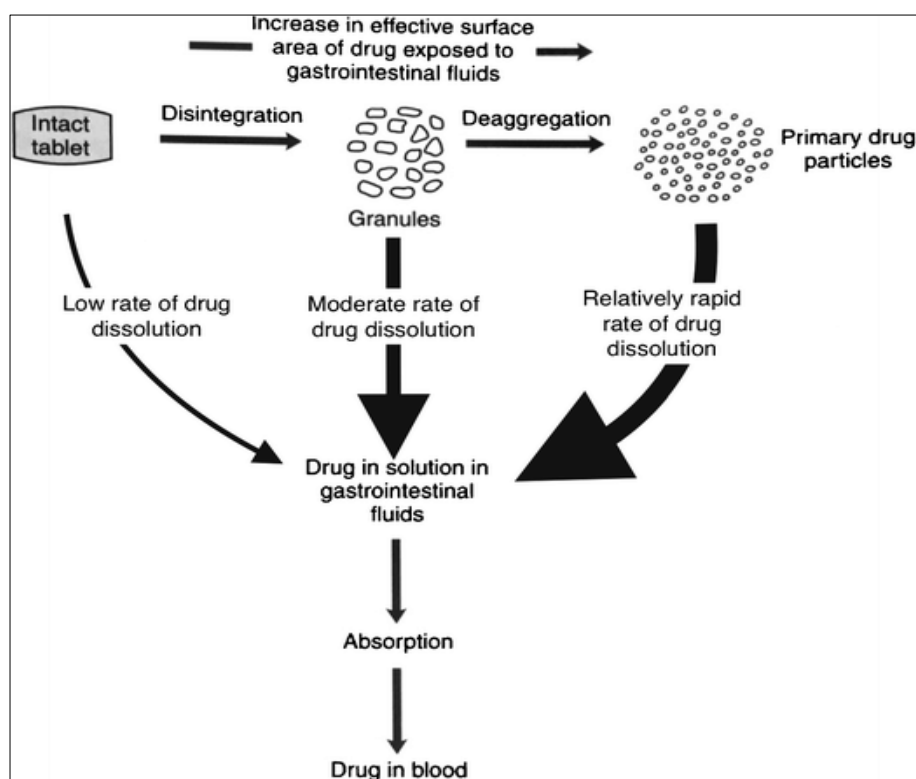 Increase in effective surface
area of drug exposed to
gastrointestinal fluids
Intact
tablet
Disintegration
Deaggregation
Primary drug
particles
Granules
Low rate of drug
dissolution
Moderate rate of
drug dissolution
Relatively rapid
rate of drug
dissolution
Drug in solution in
gastrointestinal
fluids
Absorption
Drug in blood